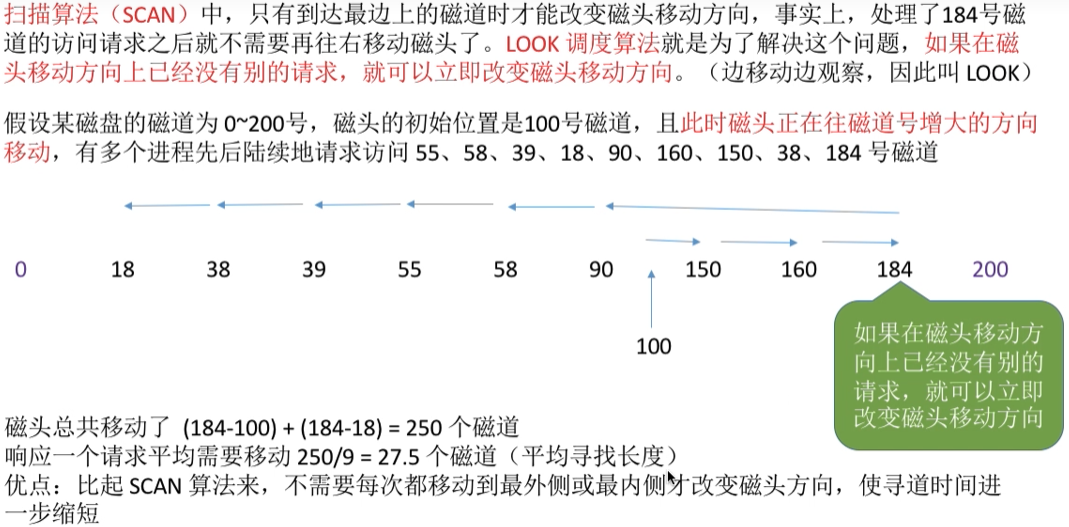 扫描算法（SCAN）中，只有到达最边上的磁道时才能改变磁头移动方向，事实上，处理了184号磁
道的访问请求之后就不需要再往右移动磁头了。LOOK 调度算法就是为了解决这个问题，如果在磁
头移动方向上已经没有别的请求，就可以立即改变磁头移动方向。（边移动边观察，因此叫 LOOK）
假设某磁盘的磁道为 0~200号，磁头的初始位置是100号磁道，且此时磁头正在往磁道号增大的方向
移动，有多个进程先后陆续地请求访问 55、58、39、18、90、160、150、38、184 号磁道
0 18 38 39 55 58 90 150 160 184 200
100
如果在磁头移动方
向上已经没有别的
请求，就可以立即
改变磁头移动方向
磁头总共移动了 (184-100) + (184-18) = 250 个磁道
响应一个请求平均需要移动 250/9 = 27.5 个磁道（平均寻找长度）
优点：比起 SCAN 算法来，不需要每次都移动到最外侧或最内侧才改变磁头方向，使寻道时间进
一步缩短